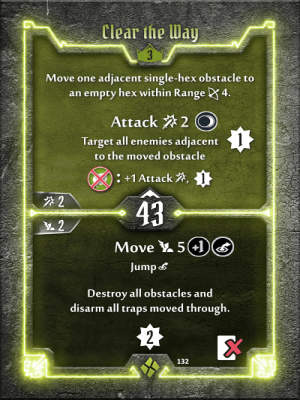 Clear the Way
3
Move one adjacent single-hex obstacle to
an empty hex within Range 4.
Attack 2
Target all enemies adjacent
to the moved obstacle
1
: +1 Attack, 1
2
43
2
Move 5 +1
Jump
Destroy all obstacles and
disarm all traps moved through.
2
132